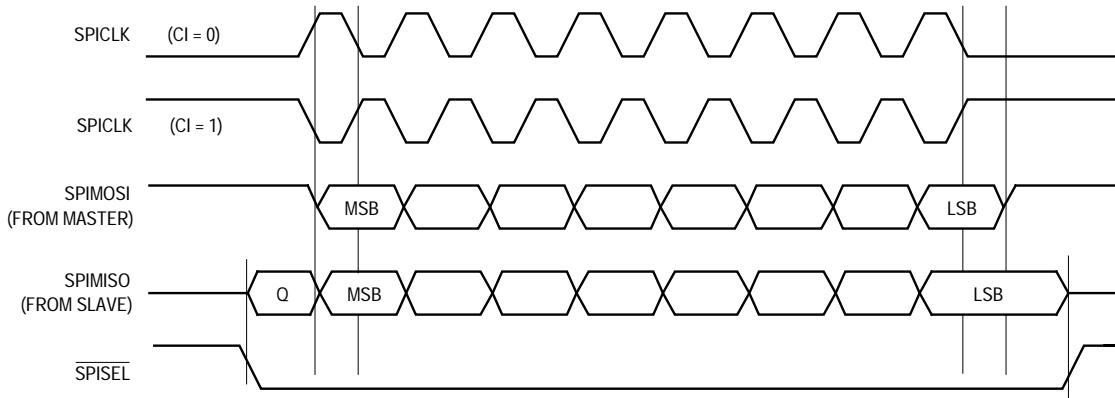 SPICLK (CI = 0)
SPICLK (CI = 1)
SPIMOSI
(FROM MASTER)
MSB
LSB
SPIMISO
(FROM SLAVE)
Q
MSB
LSB
SPISEL